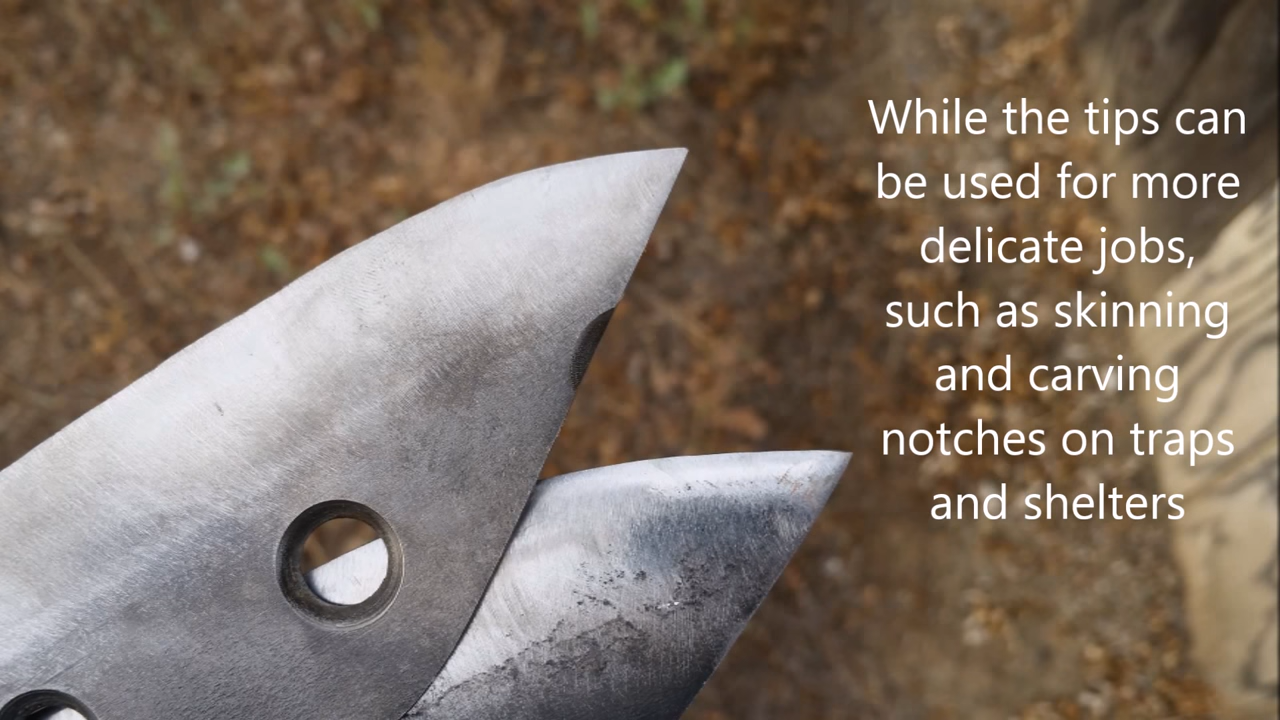 While the tips can
be used for more
delicate jobs,
such as skinning
and carving
notches on traps
and shelters